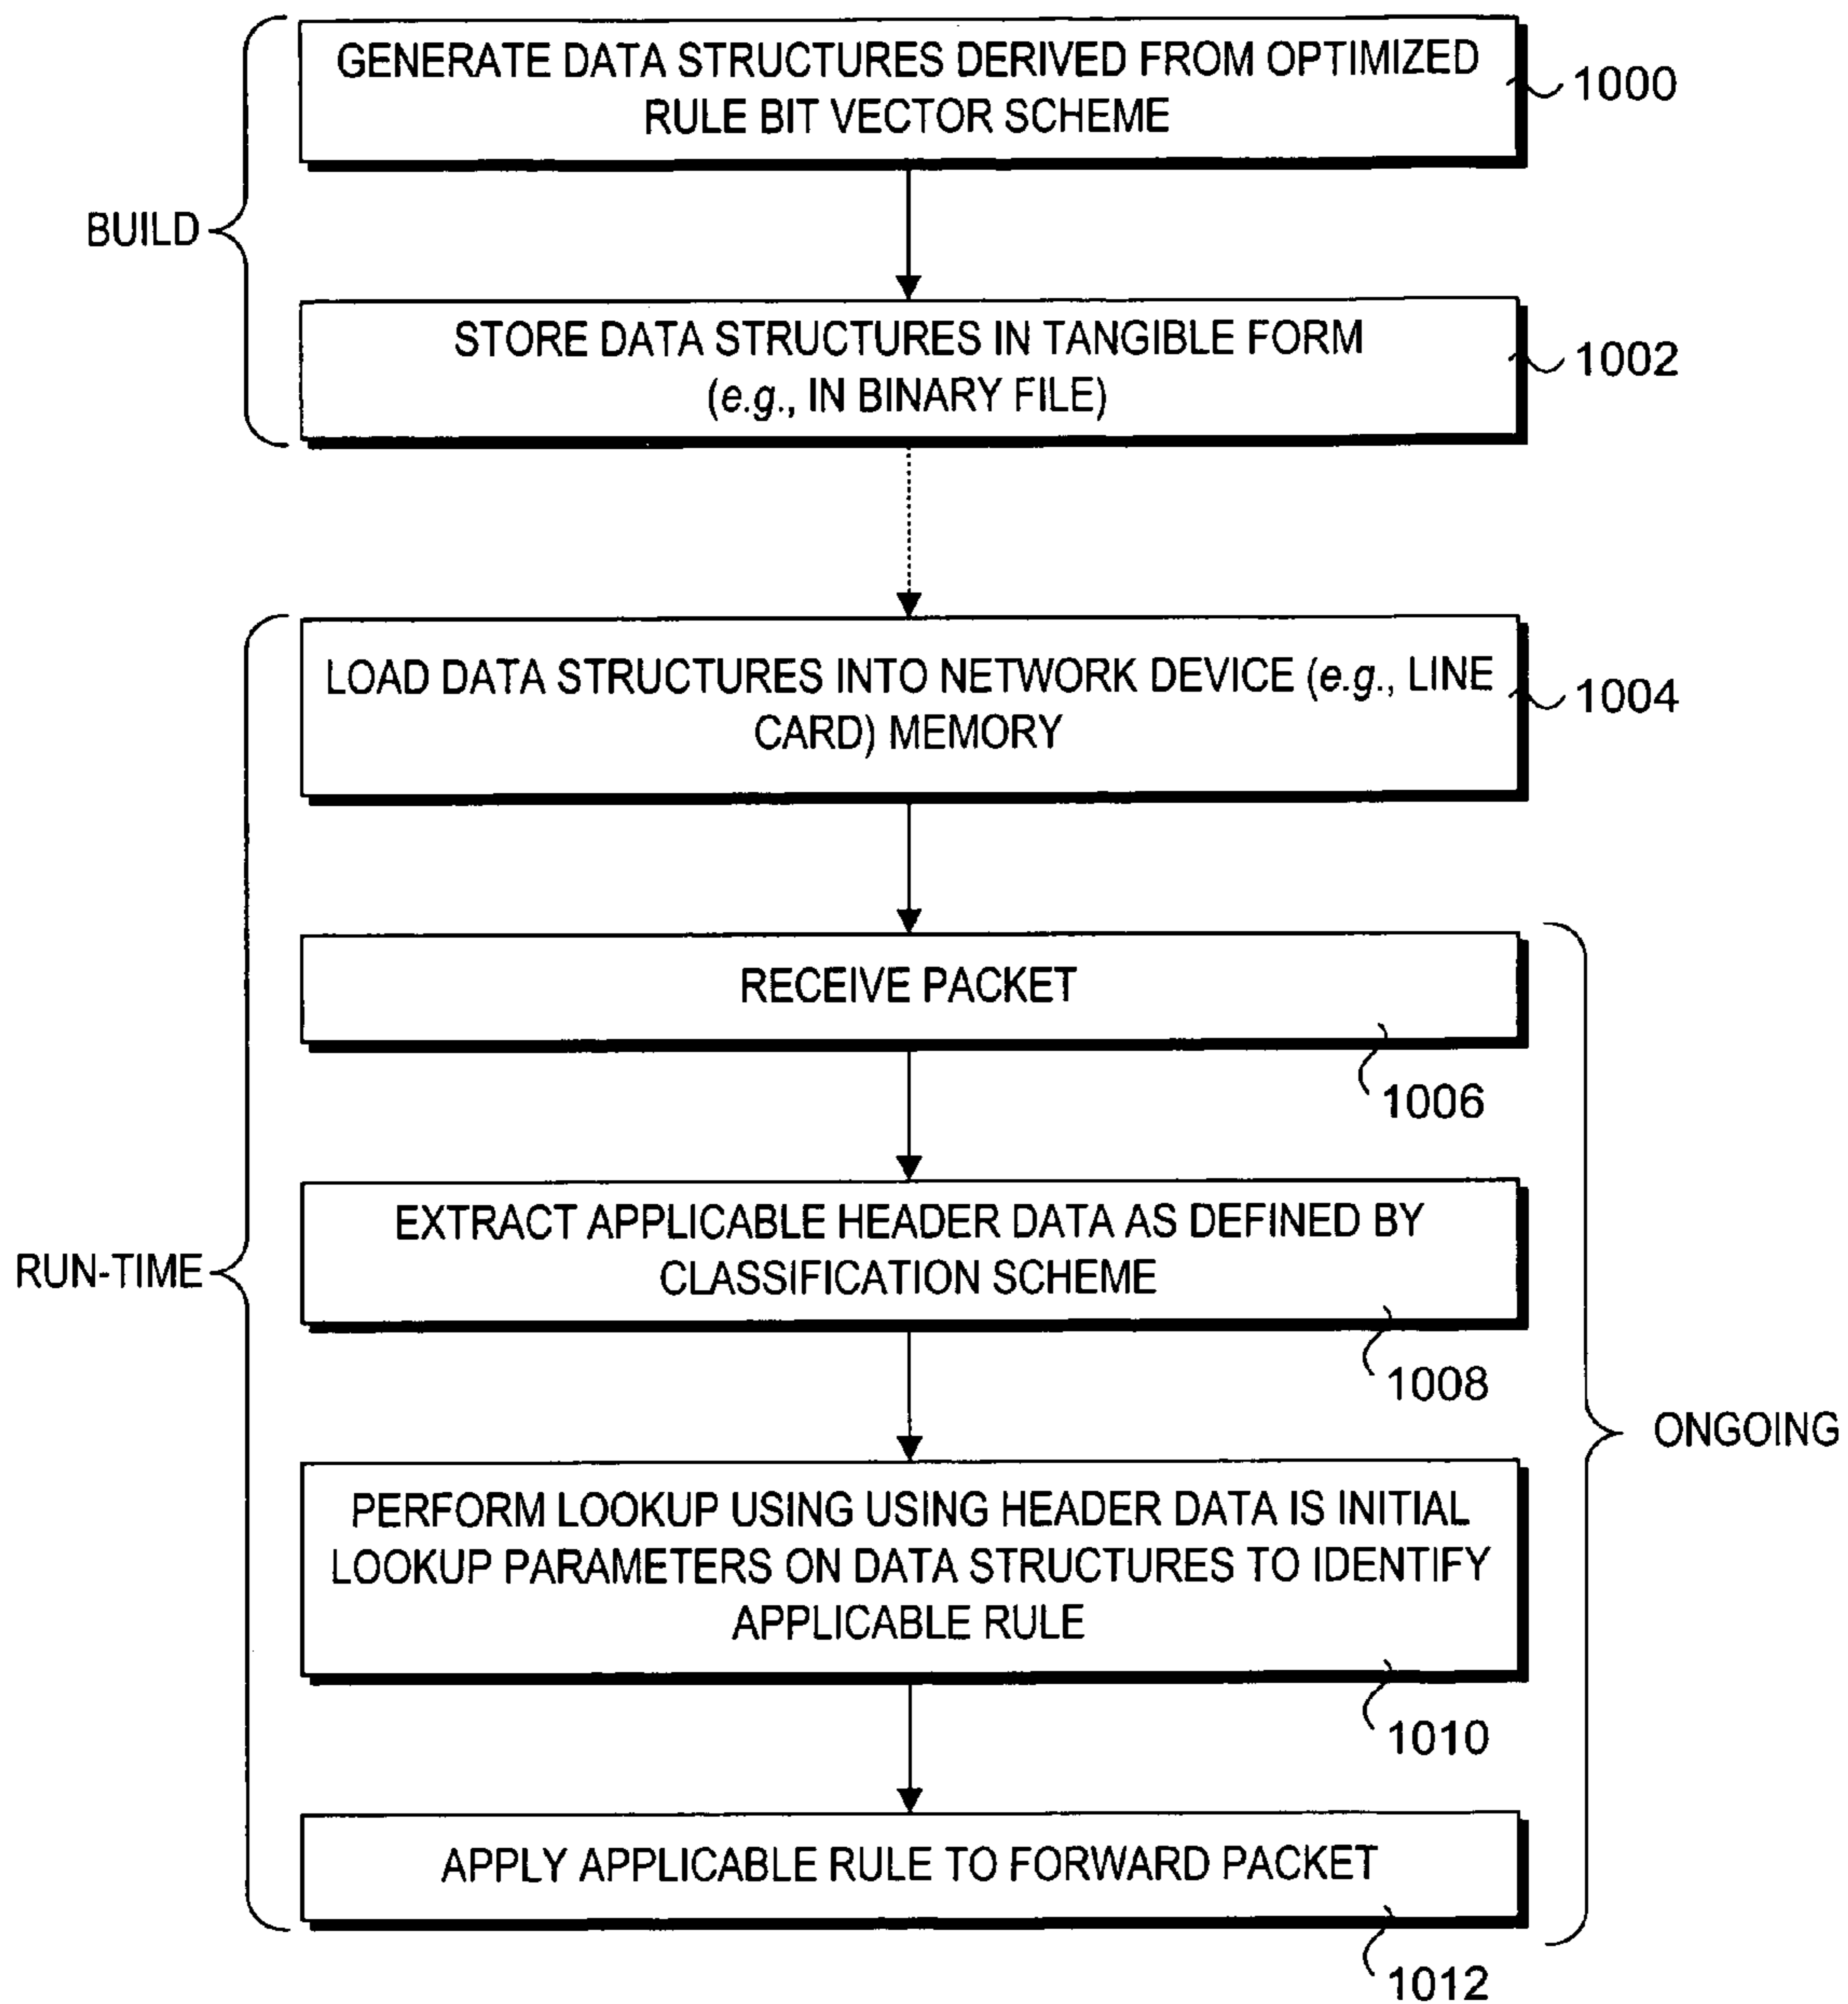 GENERATE DATA STRUCTURES DERIVED FROM OPTIMIZED
RULE BIT VECTOR SCHEME
1000
BUILD
STORE DATA STRUCTURES IN TANGIBLE FORM
(e.g., IN BINARY FILE)
1002
LOAD DATA STRUCTURES INTO NETWORK DEVICE (e.g., LINE
CARD) MEMORY
1004
RECEIVE PACKET
1006
EXTRACT APPLICABLE HEADER DATA AS DEFINED BY
CLASSIFICATION SCHEME
1008
RUN-TIME
ONGOING
PERFORM LOOKUP USING USING HEADER DATA IS INITIAL
LOOKUP PARAMETERS ON DATA STRUCTURES TO IDENTIFY
APPLICABLE RULE
1010
APPLY APPLICABLE RULE TO FORWARD PACKET
1012